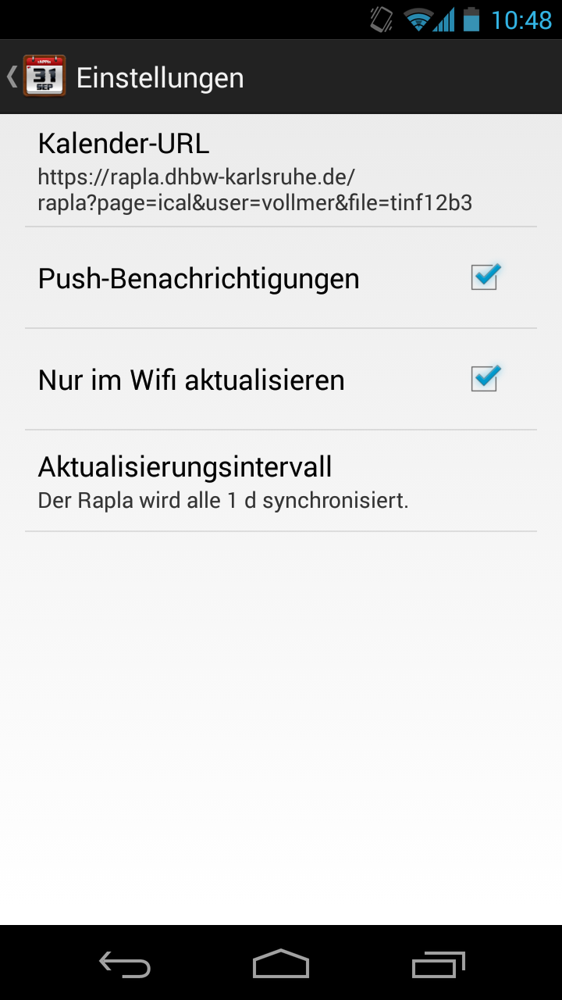 10:48
rAPPla
31
SEP
Einstellungen
Kalender-URL
https://rapla.dhbw-karlsruhe.de/
rapla?page=ical&user=vollmer&file=tinf12b3
Push-Benachrichtigungen
Nur im Wifi aktualisieren
Aktualisierungsintervall
Der Rapla wird alle 1 d synchronisiert.